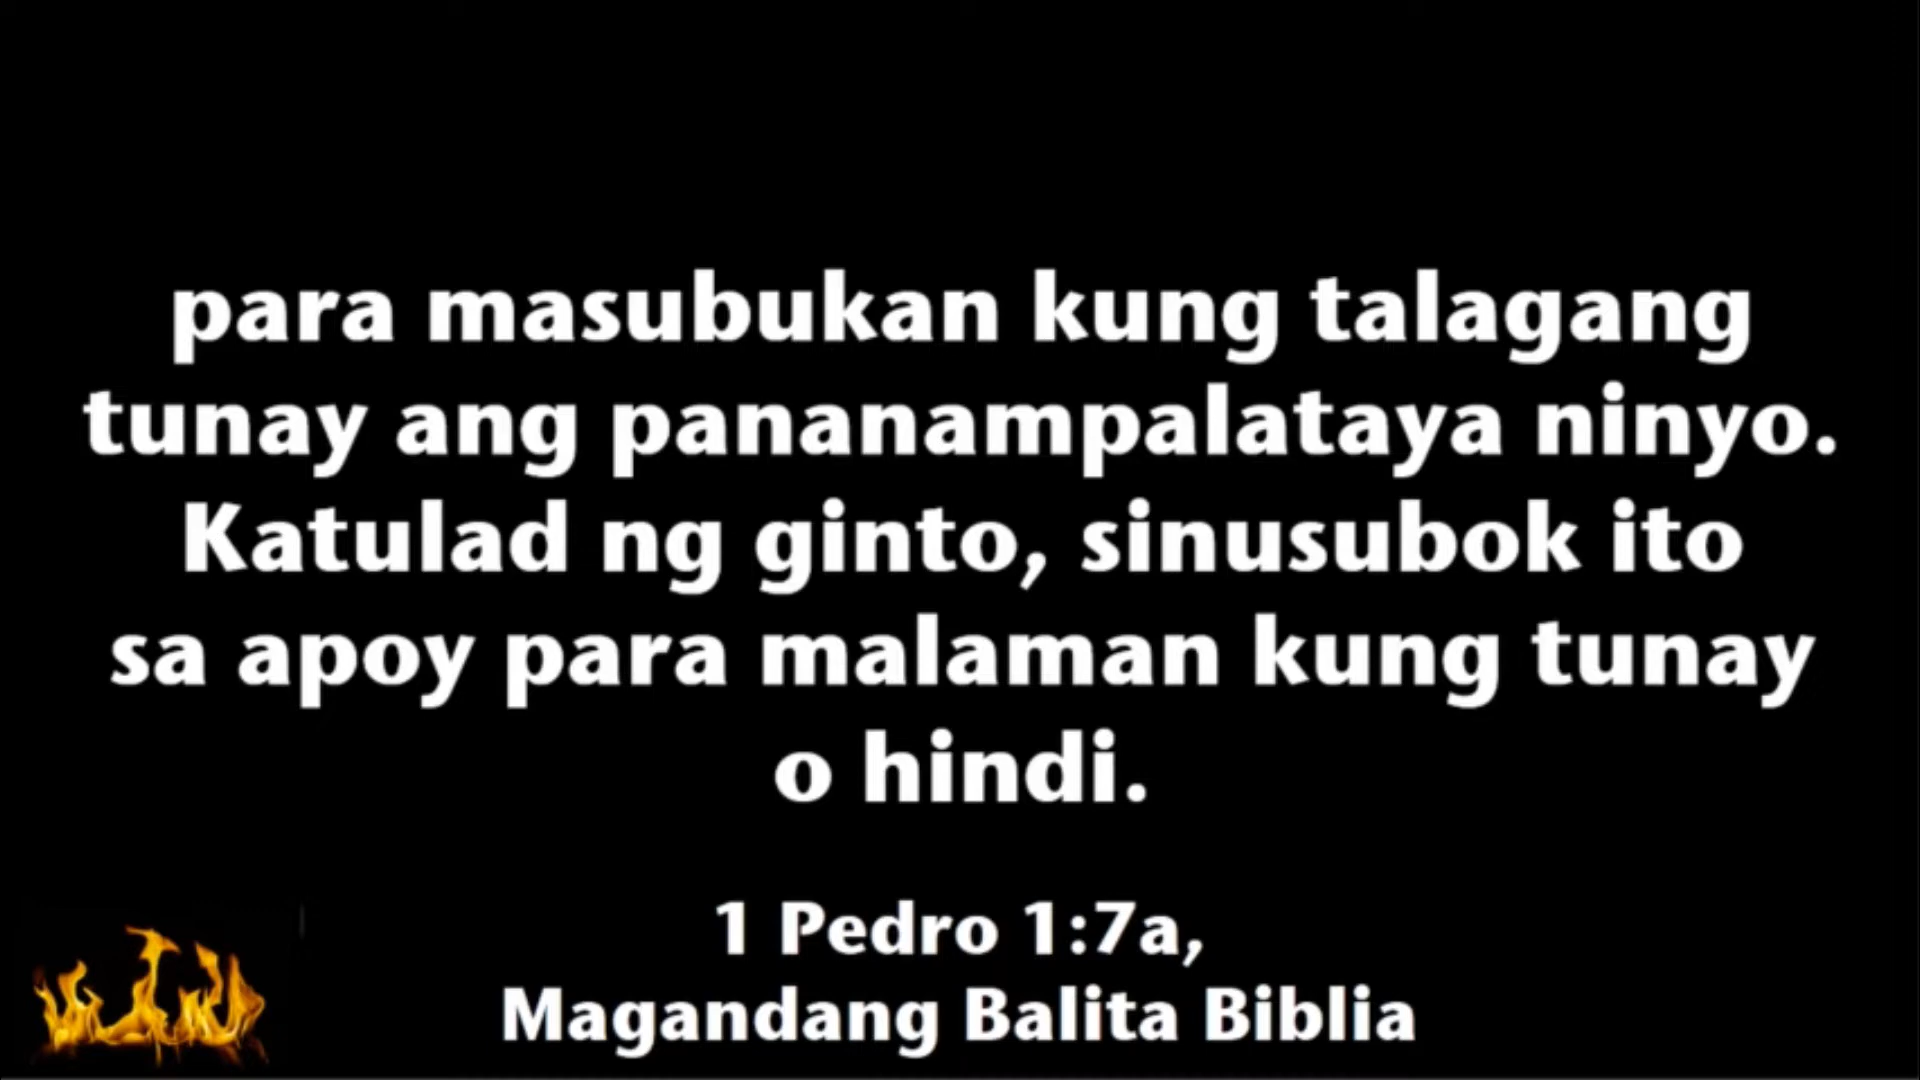 para masubukan kung talagang
tunay ang pananampalataya ninyo.
Katulad ng ginto, sinusubok ito
sa apoy para malaman kung tunay
o hindi.
1 Pedro 1:7a,
Magandang Balita Biblia